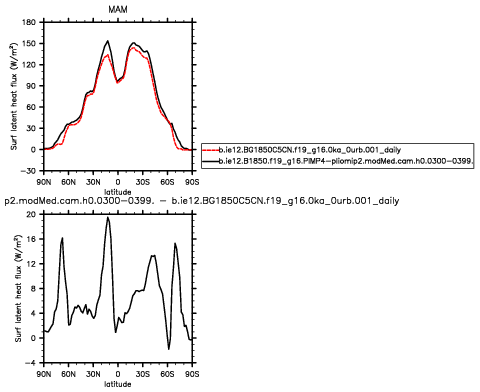 MAM
180
150
120
90
60
30
0
-30
Surf latent heat flux (W/m²)
90N 60N 30N 0 30S 60S 90S
latitude
b.ie12.BG1850C5CN.f19_g16.0ka_0urb.001_daily
b.ie12.B1850.f19_g16.PlMP4-pliomip2.modMed.cam.h0.0300-0399.
p2.modMed.cam.h0.0300-0399. - b.ie12.BG1850C5CN.f19_g16.0ka_0urb.001_daily
20
16
12
8
4
0
-4
Surf latent heat flux (W/m²)
90N 60N 30N 0 30S 60S 90S
latitude